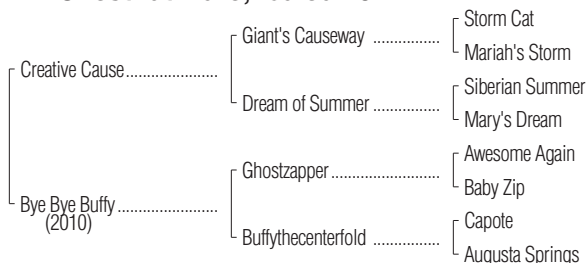 Storm Cat
Giant's Causeway ................
Mariah's Storm
Creative Cause......................
Siberian Summer
Dream of Summer ................
Mary's Dream
Awesome Again
Ghostzapper ..........................
Baby Zip
Bye Bye Buffy ........................
(2010)
Capote
Buffythecenterfold................
Augusta Springs